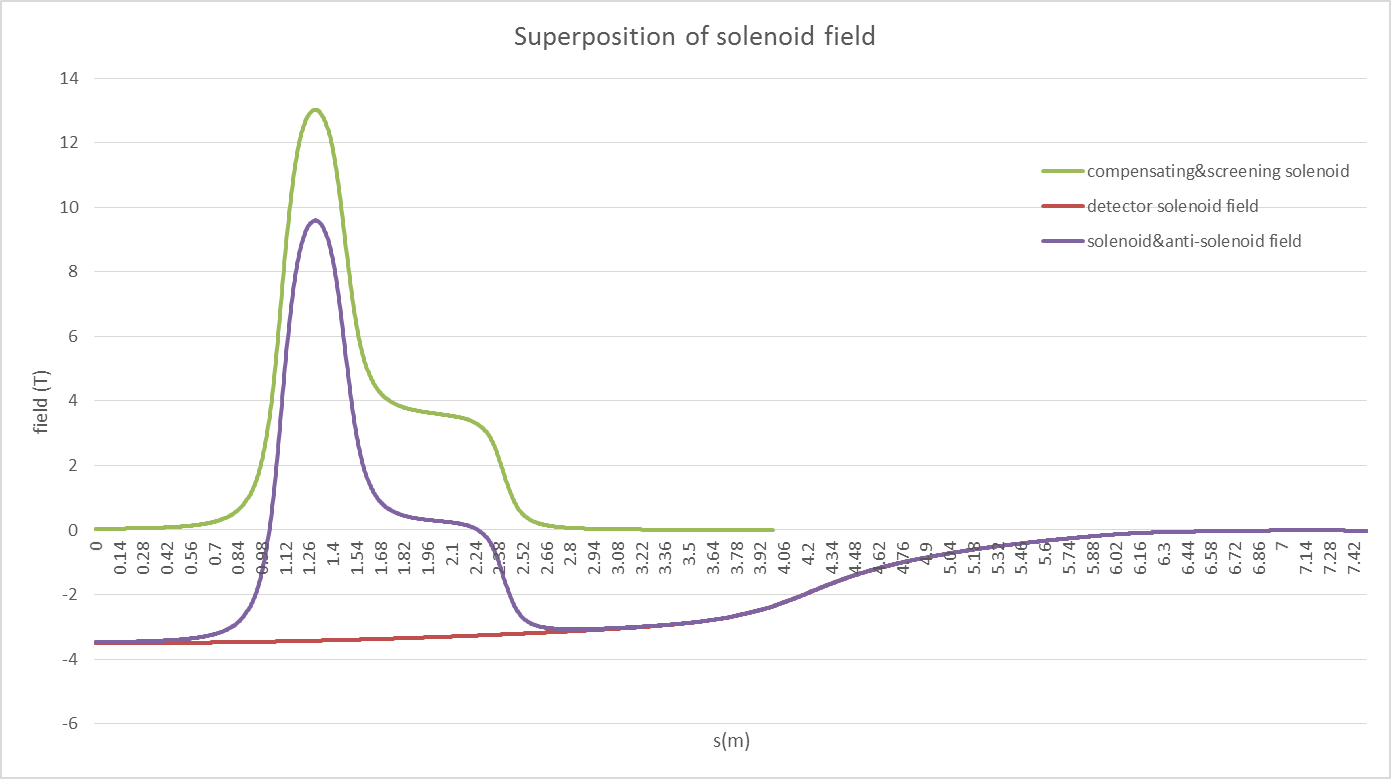 Superposition of solenoid field
14
12
10
8
6
4
2
0
-2
-4
-6
field (T)
compensating&screening solenoid
detector solenoid field
solenoid&anti-solenoid field
0 0.14 0.28 0.42 0.56 0.7 0.84 0.98 1.12 1.26 1.4 1.54 1.68 1.82 1.96 2.1 2.24 2.38 2.52 2.66 2.8 2.94 3.08 3.22 3.36 3.5 3.64 3.78 3.92 4.06 4.2 4.34 4.48 4.62 4.76 4.9 5.04 5.18 5.32 5.46 5.6 5.74 5.88 6.02 6.16 6.3 6.44 6.58 6.72 6.86 7 7.14 7.28 7.42
s(m)